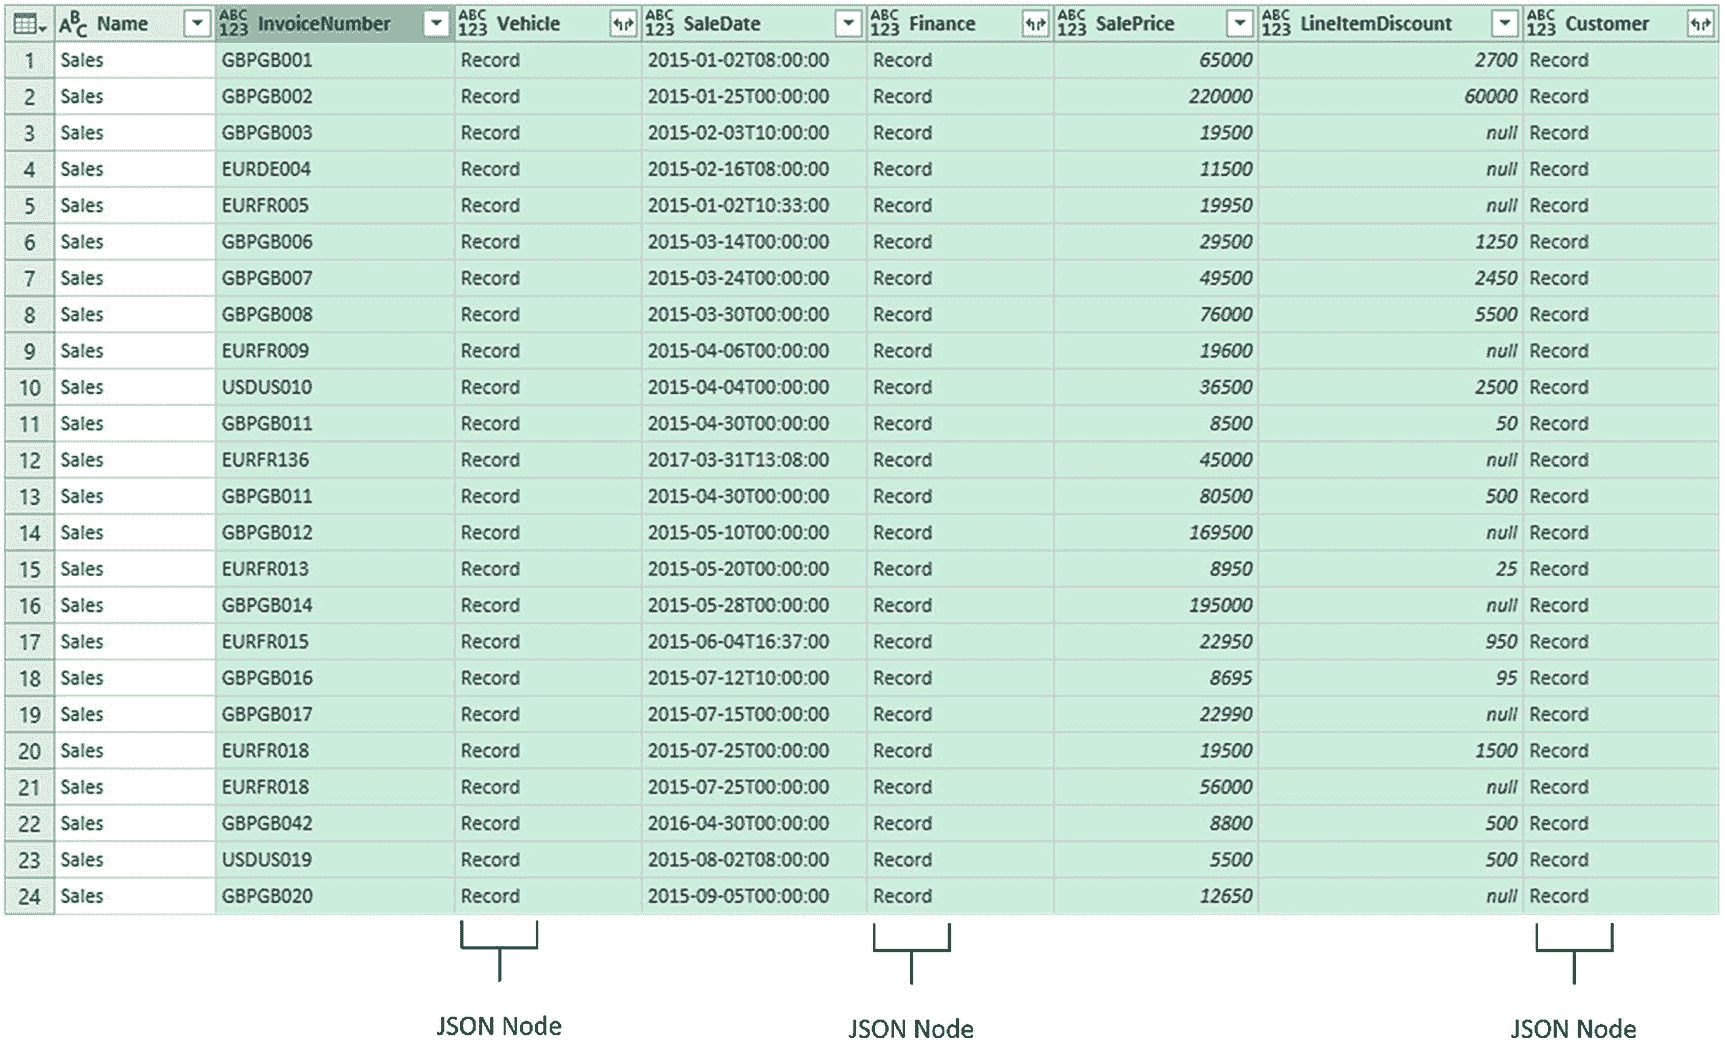 ABC Name ABC 123 InvoiceNumber ABC 123 Vehicle ABC 123 SaleDate ABC 123 Finance ABC 123 SalePrice ABC 123 LineItemDiscount ABC 123 Customer
1 Sales GBPGB001 Record 2015-01-02T08:00:00 Record 65000 2700 Record
2 Sales GBPGB002 Record 2015-01-25T00:00:00 Record 220000 60000 Record
3 Sales GBPGB003 Record 2015-02-03T10:00:00 Record 19500 null Record
4 Sales EURDE004 Record 2015-02-16T08:00:00 Record 11500 null Record
5 Sales EURFR005 Record 2015-01-02T10:33:00 Record 19950 null Record
6 Sales GBPGB006 Record 2015-03-14T00:00:00 Record 29500 1250 Record
7 Sales GBPGB007 Record 2015-03-24T00:00:00 Record 49500 2450 Record
8 Sales GBPGB008 Record 2015-03-30T00:00:00 Record 76000 5500 Record
9 Sales EURFR009 Record 2015-04-06T00:00:00 Record 19600 null Record
10 Sales USDUS010 Record 2015-04-04T00:00:00 Record 36500 2500 Record
11 Sales GBPGB011 Record 2015-04-30T00:00:00 Record 8500 50 Record
12 Sales EURFR136 Record 2017-03-31T13:08:00 Record 45000 null Record
13 Sales GBPGB011 Record 2015-04-30T00:00:00 Record 80500 500 Record
14 Sales GBPGB012 Record 2015-05-10T00:00:00 Record 169500 null Record
15 Sales EURFR013 Record 2015-05-20T00:00:00 Record 8950 25 Record
16 Sales GBPGB014 Record 2015-05-28T00:00:00 Record 195000 null Record
17 Sales EURFR015 Record 2015-06-04T16:37:00 Record 22950 950 Record
18 Sales GBPGB016 Record 2015-07-12T10:00:00 Record 8695 95 Record
19 Sales GBPGB017 Record 2015-07-15T00:00:00 Record 22990 null Record
20 Sales EURFR018 Record 2015-07-25T00:00:00 Record 19500 1500 Record
21 Sales EURFR018 Record 2015-07-25T00:00:00 Record 56000 null Record
22 Sales GBPGB042 Record 2016-04-30T00:00:00 Record 8800 500 Record
23 Sales USDUS019 Record 2015-08-02T08:00:00 Record 5500 500 Record
24 Sales GBPGB020 Record 2015-09-05T00:00:00 Record 12650 null Record
JSON Node JSON Node JSON Node